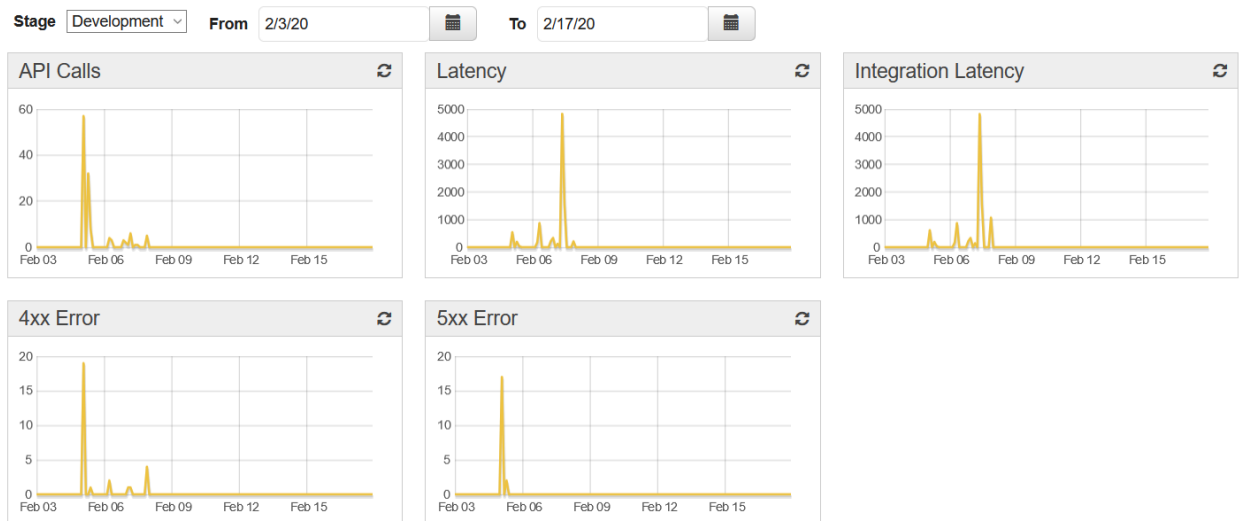 Stage Development From 2/3/20 To 2/17/20
API Calls
60
40
20
0
Feb 03 Feb 06 Feb 09 Feb 12 Feb 15
Latency
5000
4000
3000
2000
1000
0
Feb 03 Feb 06 Feb 09 Feb 12 Feb 15
Integration Latency
5000
4000
3000
2000
1000
0
Feb 03 Feb 06 Feb 09 Feb 12 Feb 15
4xx Error
20
15
10
5
0
Feb 03 Feb 06 Feb 09 Feb 12 Feb 15
5xx Error
20
15
10
5
0
Feb 03 Feb 06 Feb 09 Feb 12 Feb 15